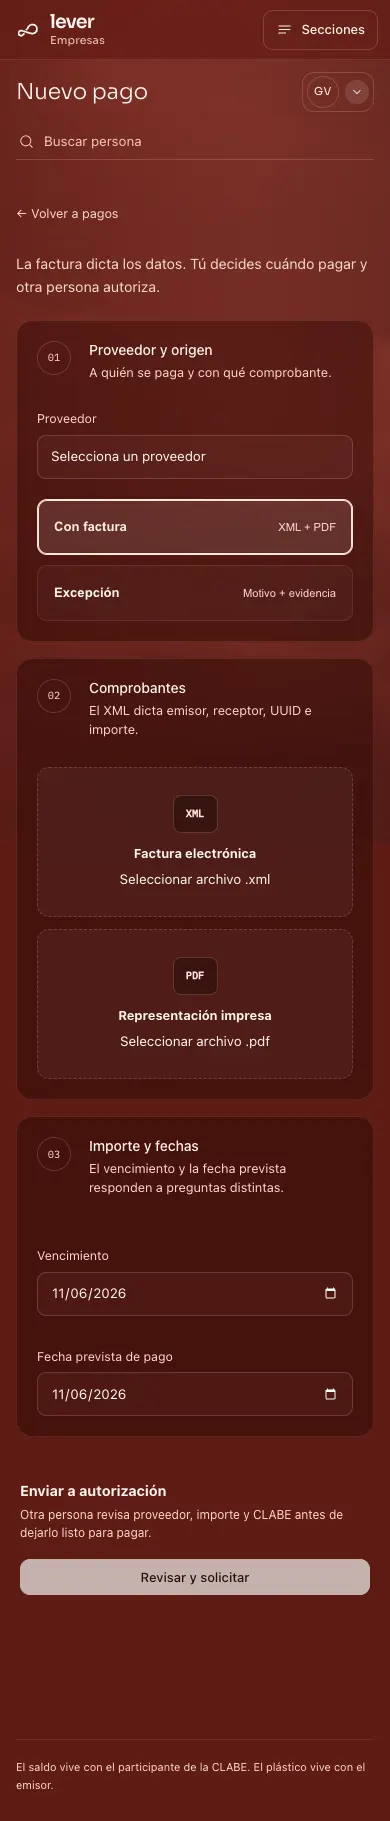 lever
Empresas
Secciones
Nuevo pago
GV
Buscar persona
← Volver a pagos
La factura dicta los datos. Tú decides cuándo pagar y
otra persona autoriza.
01
Proveedor y origen
A quién se paga y con qué comprobante.
Proveedor
Selecciona un proveedor
Con factura
XML + PDF
Excepción
Motivo + evidencia
02
Comprobantes
El XML dicta emisor, receptor, UUID e
importe.
XML
Factura electrónica
Seleccionar archivo .xml
PDF
Representación impresa
Seleccionar archivo .pdf
03
Importe y fechas
El vencimiento y la fecha prevista
responden a preguntas distintas.
Vencimiento
11/06/2026
Fecha prevista de pago
11/06/2026
Enviar a autorización
Otra persona revisa proveedor, importe y CLABE antes de
dejarlo listo para pagar.
Revisar y solicitar
El saldo vive con el participante de la CLABE. El plástico vive con el
emisor.